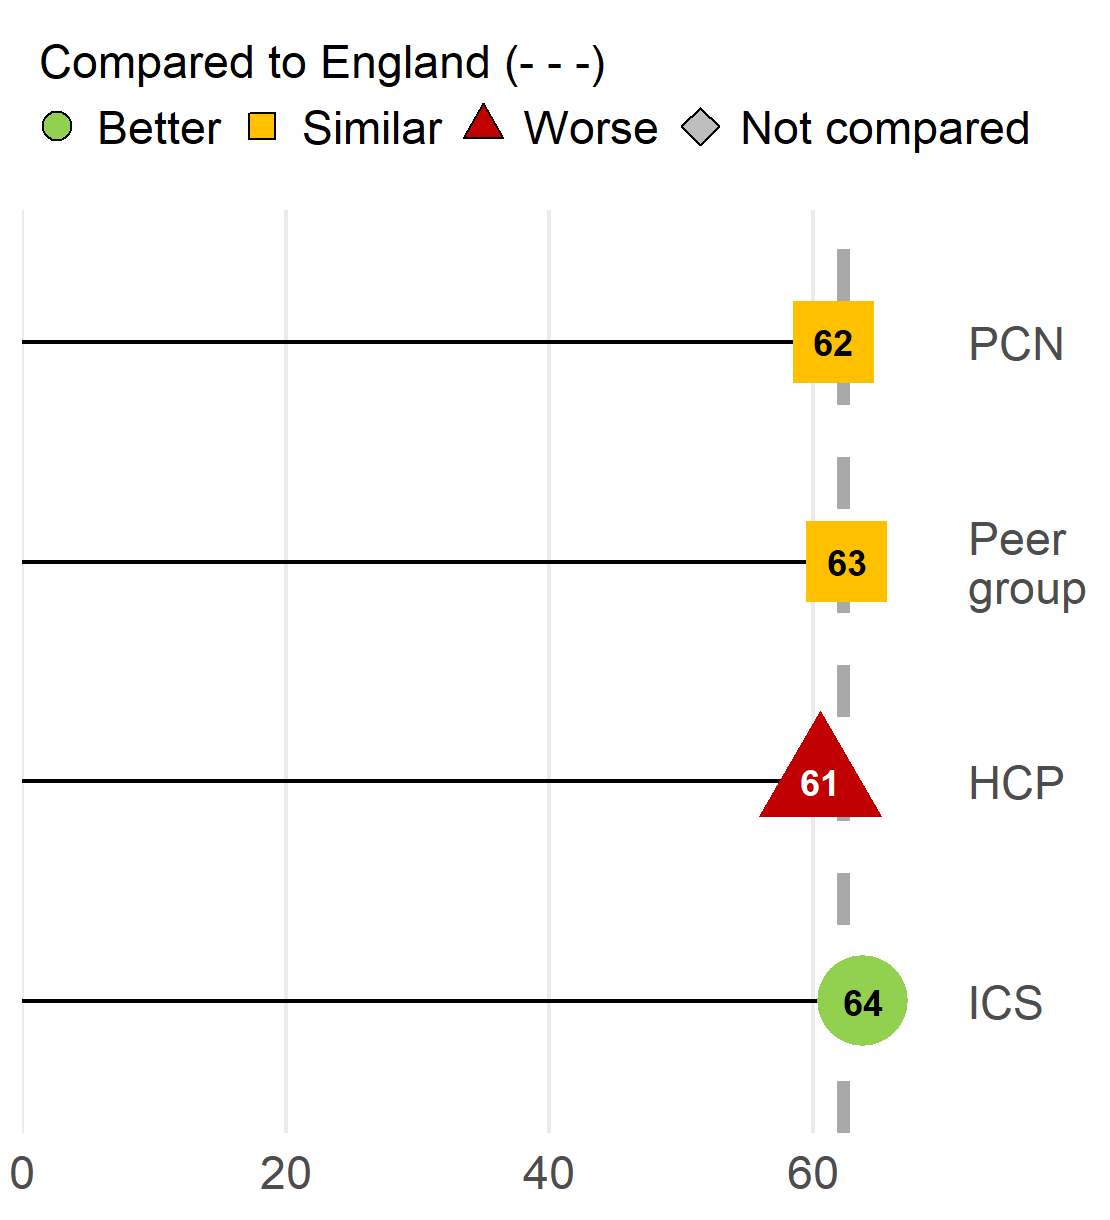 Compared to England (- - -)
Better Similar Worse Not compared
62 PCN
63 Peer
group
61 HCP
64 ICS
0 20 40 60